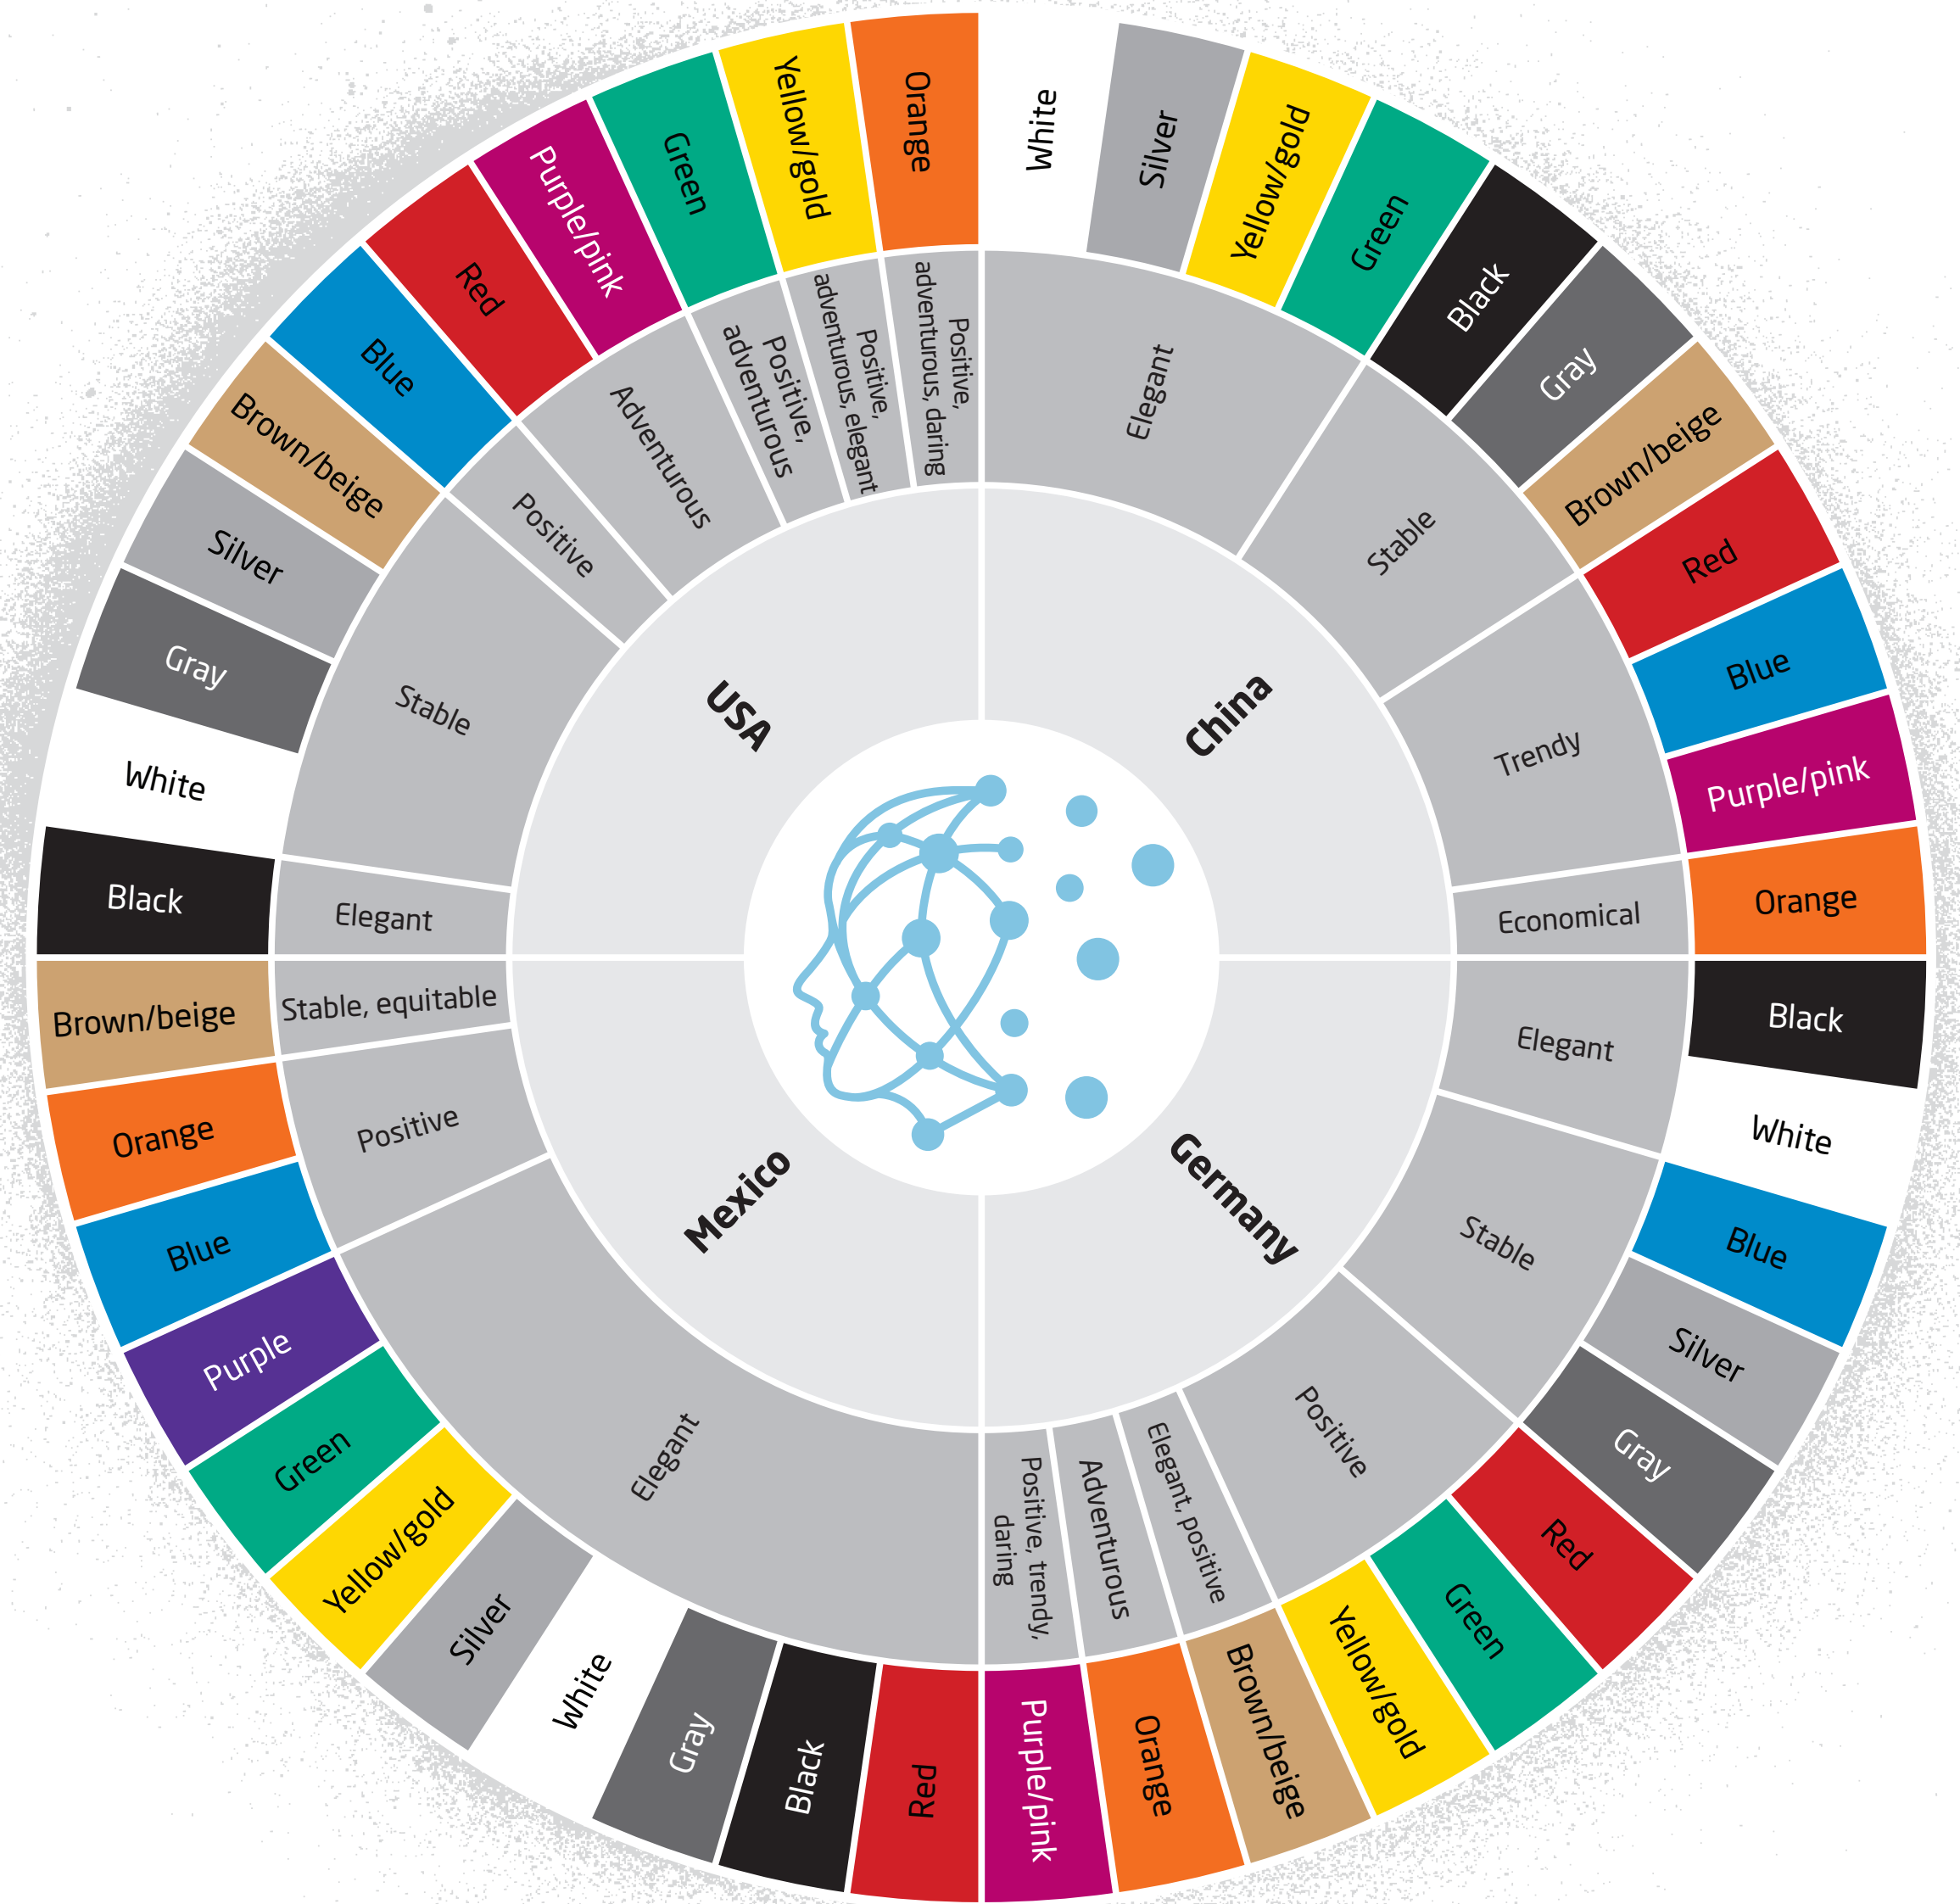 USA
China
Germany
Mexico
Elegant
Stable
Trendy
Economical
White
Silver
Yellow/gold
Green
Black
Gray
Brown/beige
Red
Blue
Purple/pink
Orange
Elegant
Stable
Positive
Elegant, positive
Adventurous
Positive, trendy,
daring
Black
White
Blue
Silver
Gray
Red
Green
Yellow/gold
Brown/beige
Orange
Purple/pink
Elegant
Positive
Stable, equitable
Red
Black
Gray
White
Silver
Yellow/gold
Green
Purple
Blue
Orange
Brown/beige
Elegant
Stable
Positive
Adventurous
Positive,
adventurous
Positive,
adventurous, elegant
Positive,
adventurous, daring
Black
White
Gray
Silver
Brown/beige
Blue
Red
Purple/pink
Green
Yellow/gold
Orange